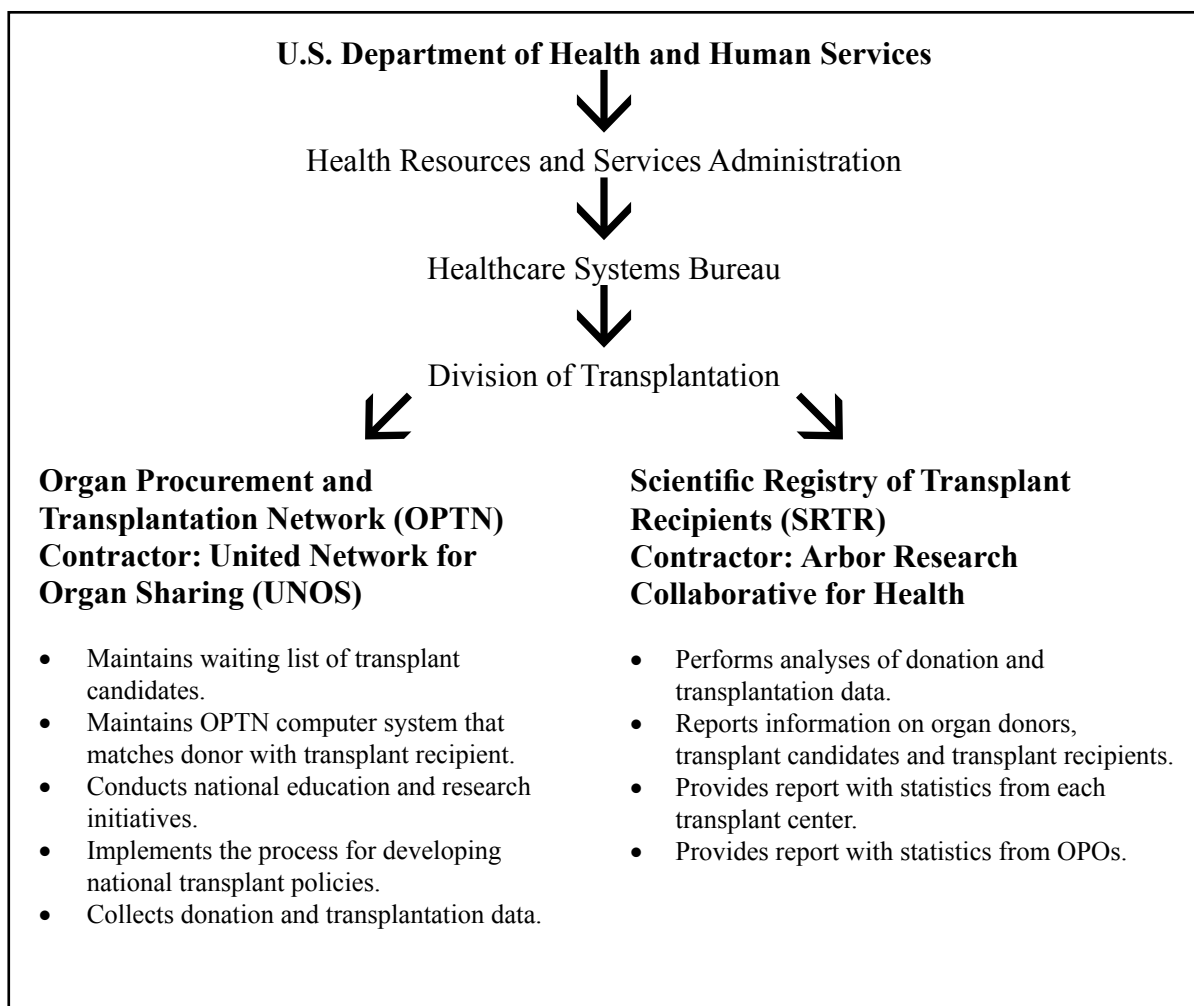 U.S. Department of Health and Human Services
Health Resources and Services Administration
Healthcare Systems Bureau
Division of Transplantation
Organ Procurement and
Transplantation Network (OPTN)
Contractor: United Network for
Organ Sharing (UNOS)
• Maintains waiting list of transplant
candidates.
• Maintains OPTN computer system that
matches donor with transplant recipient.
• Conducts national education and research
initiatives.
• Implements the process for developing
national transplant policies.
• Collects donation and transplantation data.
Scientific Registry of Transplant
Recipients (SRTR)
Contractor: Arbor Research
Collaborative for Health
• Performs analyses of donation and
transplantation data.
• Reports information on organ donors,
transplant candidates and transplant recipients.
• Provides report with statistics from each
transplant center.
• Provides report with statistics from OPOs.